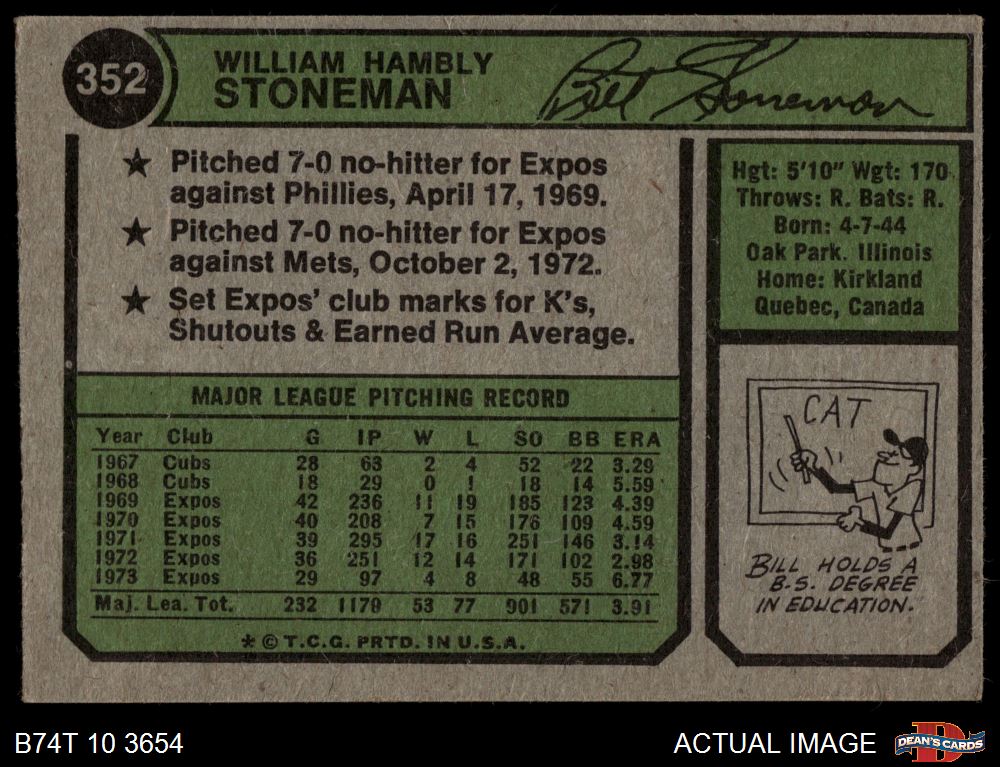 352
WILLIAM HAMBLY
STONEMAN
Bill Stoneman
★ Pitched 7-0 no-hitter for Expos
against Phillies, April 17, 1969.
★ Pitched 7-0 no-hitter for Expos
against Mets, October 2, 1972.
★ Set Expos' club marks for K's,
Shutouts & Earned Run Average.
Hgt: 5'10" Wgt: 170
Throws: R. Bats: R.
Born: 4-7-44
Oak Park. Illinois
Home: Kirkland
Quebec, Canada
MAJOR LEAGUE PITCHING RECORD
Year Club G IP W L SO BB ERA
1967 Cubs 28 63 2 4 52 22 3.29
1968 Cubs 18 29 0 1 18 14 5.59
1969 Expos 42 236 11 19 185 123 4.39
1970 Expos 40 208 7 15 176 109 4.59
1971 Expos 39 295 17 16 251 146 3.14
1972 Expos 36 251 12 14 171 102 2.98
1973 Expos 29 97 4 8 48 55 6.77
Maj. Lea. Tot. 232 1179 53 77 901 571 3.91
* © T.C.G. PRTD. IN U.S.A.
CAT
BILL HOLDS A
B.S. DEGREE
IN EDUCATION.
B74T 10 3654
ACTUAL IMAGE
DEAN'S CARDS